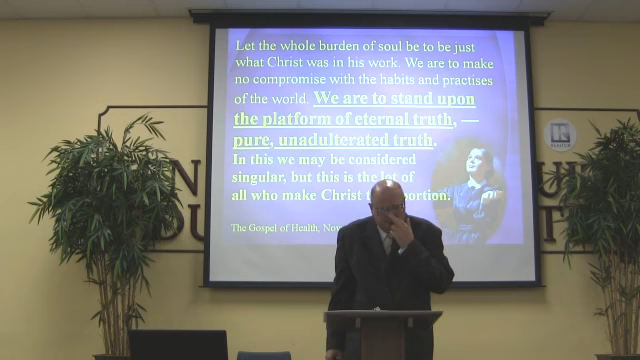 Let the whole burden of soul be to be just
what Christ was in his work. We are to make
no compromise with the habits and practises
of the world. We are to stand upon
the platform of eternal truth, —
pure, unadulterated truth.
In this we may be considered
singular, but this is the lot of
all who make Christ portion.
The Gospel of Health,
REALTOR